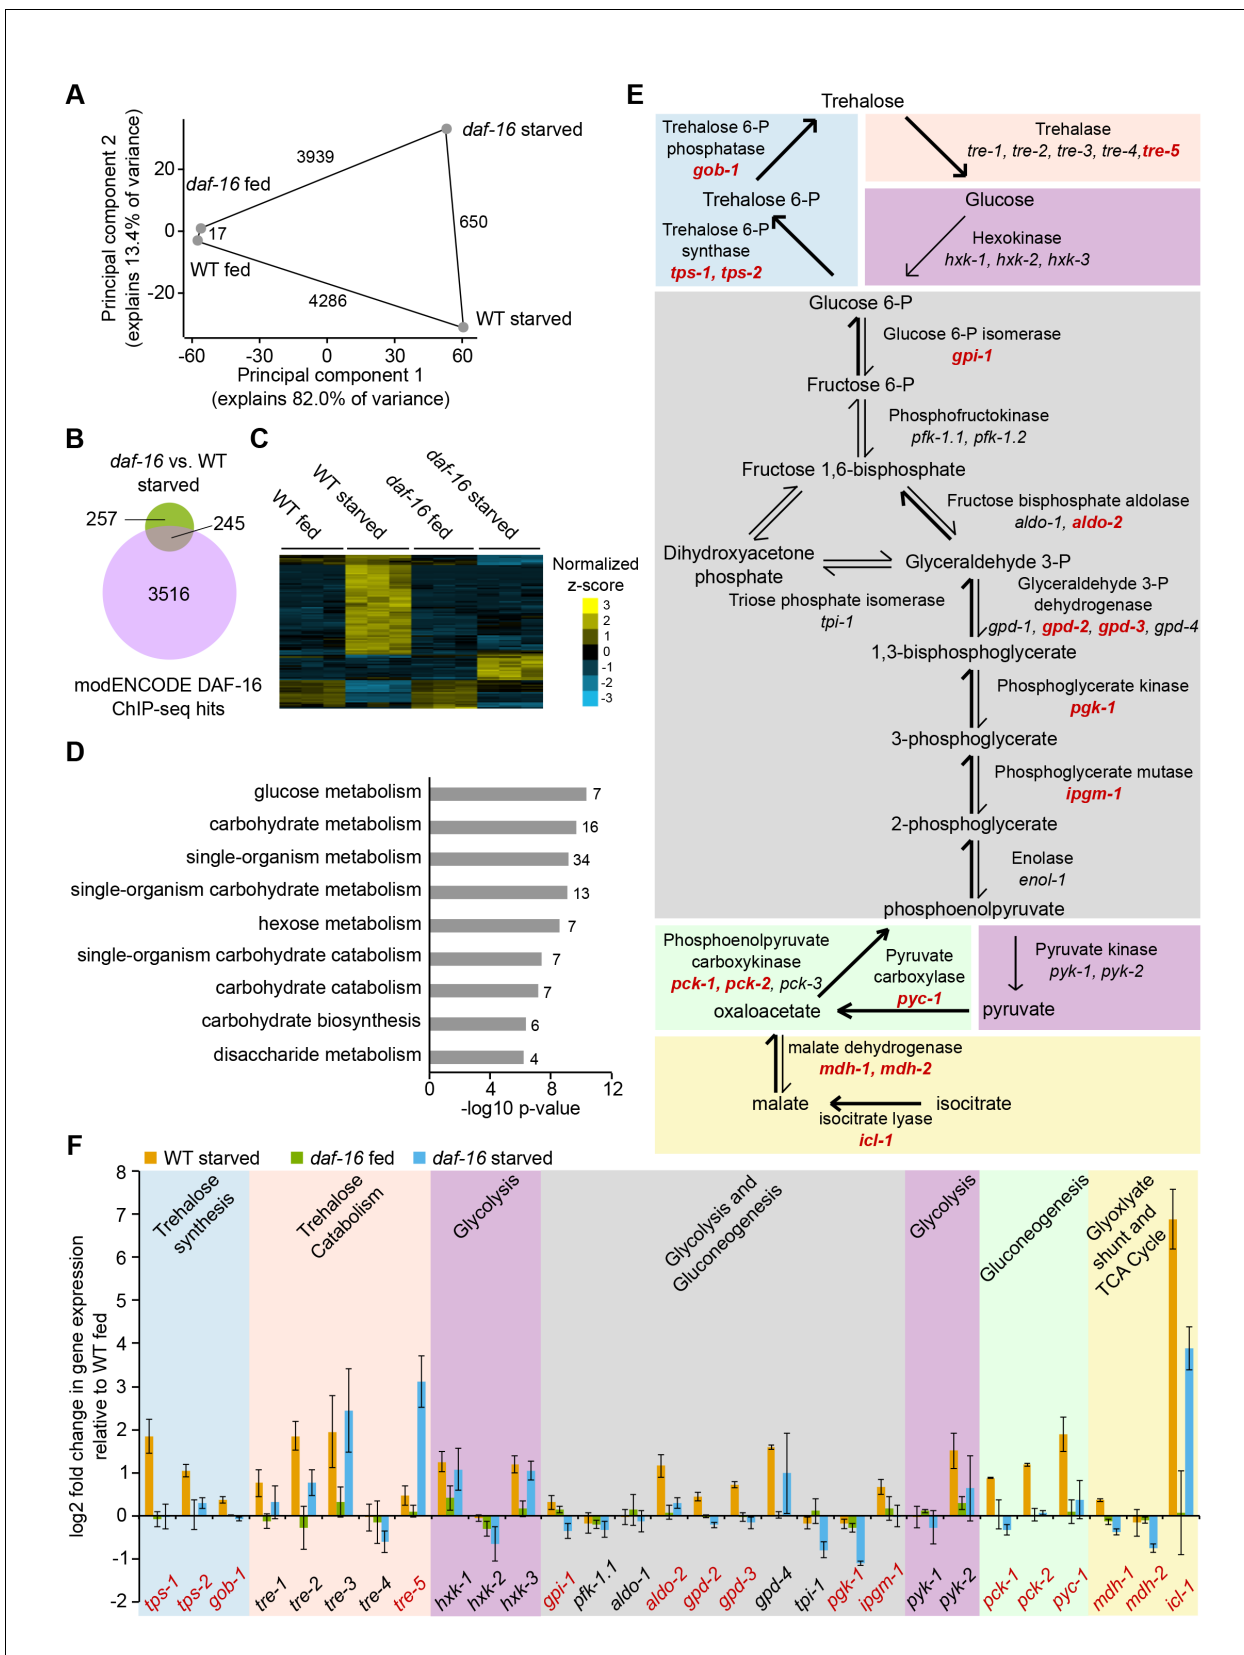 A
Principal component 2
(explains 13.4% of variance)
20
0
-20
-60
-30
0
30
60
Principal component 1
(explains 82.0% of variance)
daf-16 starved
3939
daf-16 fed
17
650
WT fed
4286
WT starved
B
daf-16 vs. WT
starved
257
245
3516
modENCODE DAF-16
ChIP-seq hits
C
WT fed
WT starved
daf-16 fed
daf-16 starved
Normalized
z-score
3
2
1
0
-1
-2
-3
D
glucose metabolism 7
carbohydrate metabolism 16
single-organism metabolism 34
single-organism carbohydrate metabolism 13
hexose metabolism 7
single-organism carbohydrate catabolism 7
carbohydrate catabolism 7
carbohydrate biosynthesis 6
disaccharide metabolism 4
0 4 8 12
-log10 p-value
E
Trehalose
Trehalose 6-P
phosphatase
gob-1
Trehalase
tre-1, tre-2, tre-3, tre-4, tre-5
Trehalose 6-P
Glucose
Trehalose 6-P
synthase
tps-1, tps-2
Hexokinase
hxk-1, hxk-2, hxk-3
Glucose 6-P
Glucose 6-P isomerase
gpi-1
Fructose 6-P
Phosphofructokinase
pfk-1.1, pfk-1.2
Fructose 1,6-bisphosphate
Fructose bisphosphate aldolase
aldo-1, aldo-2
Dihydroxyacetone
phosphate
Glyceraldehyde 3-P
Triose phosphate isomerase
tpi-1
Glyceraldehyde 3-P
dehydrogenase
gpd-1, gpd-2, gpd-3, gpd-4
1,3-bisphosphoglycerate
Phosphoglycerate kinase
pgk-1
3-phosphoglycerate
Phosphoglycerate mutase
ipgm-1
2-phosphoglycerate
Enolase
enol-1
phosphoenolpyruvate
Phosphoenolpyruvate
carboxykinase
pck-1, pck-2, pck-3
Pyruvate
carboxylase
pyc-1
Pyruvate kinase
pyk-1, pyk-2
oxaloacetate
pyruvate
malate dehydrogenase
mdh-1, mdh-2
malate
isocitrate
isocitrate lyase
icl-1
F
WT starved
daf-16 fed
daf-16 starved
log2 fold change in gene expression
relative to WT fed
8
7
6
5
4
3
2
1
0
-1
-2
Trehalose
synthesis
Trehalose
Catabolism
Glycolysis
Glycolysis and
Gluconeogenesis
Glycolysis
Gluconeogenesis
Glyoxlyate
shunt and
TCA Cycle
tps-1
tps-2
gob-1
tre-1
tre-2
tre-3
tre-4
tre-5
hxk-1
hxk-2
hxk-3
gpi-1
pfk-1.1
aldo-1
aldo-2
gpd-2
gpd-3
gpd-4
tpi-1
pgk-1
ipgm-1
pyk-1
pyk-2
pck-1
pck-2
pyc-1
mdh-1
mdh-2
icl-1